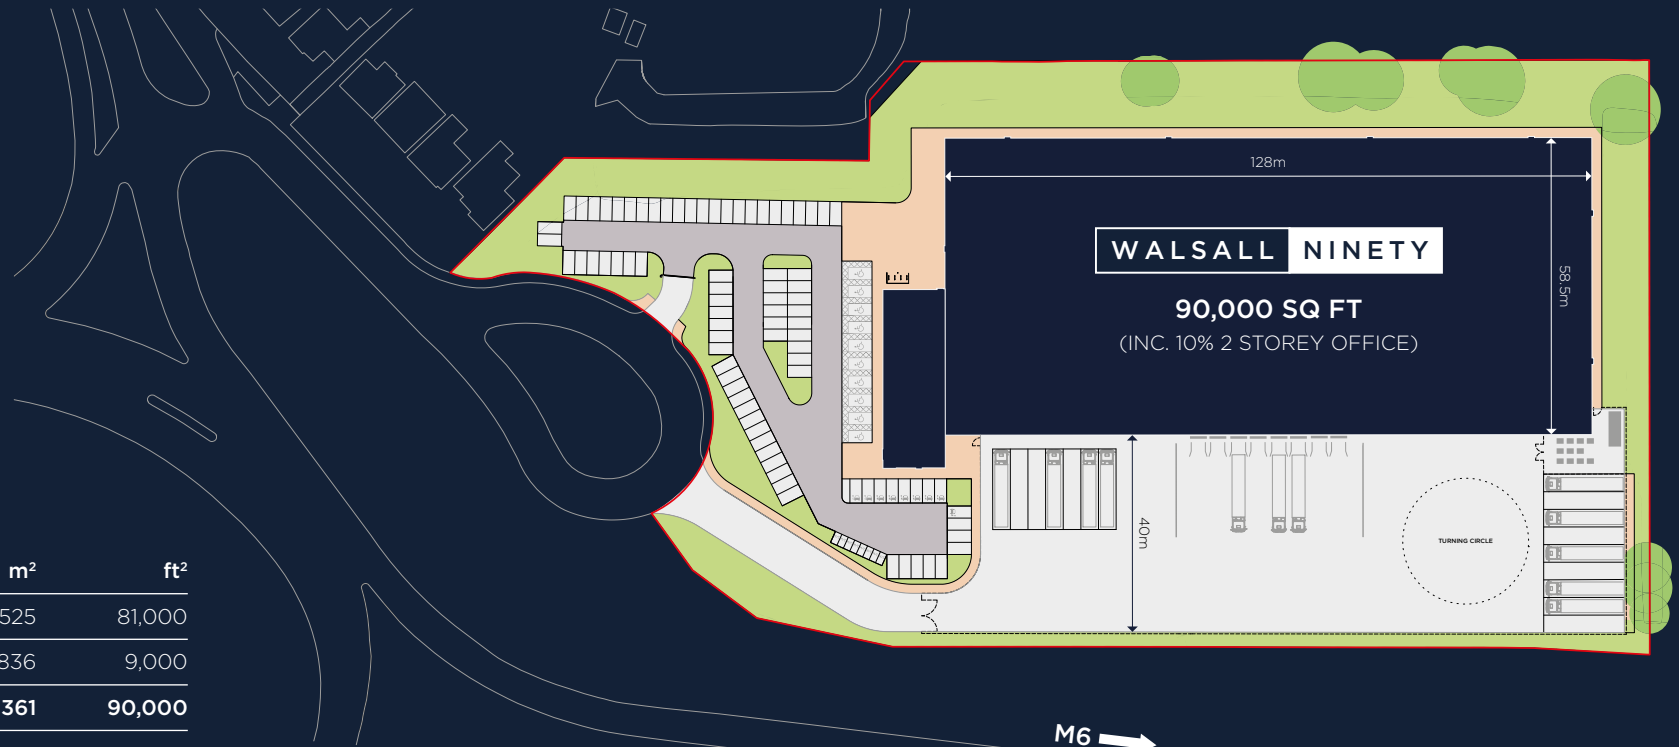 128m
WALSALL NINETY
58.5m
90,000 SQ FT
(INC. 10% 2 STOREY OFFICE)
40m
TURNING CIRCLE
m² ft²
525 81,000
836 9,000
361 90,000
M6